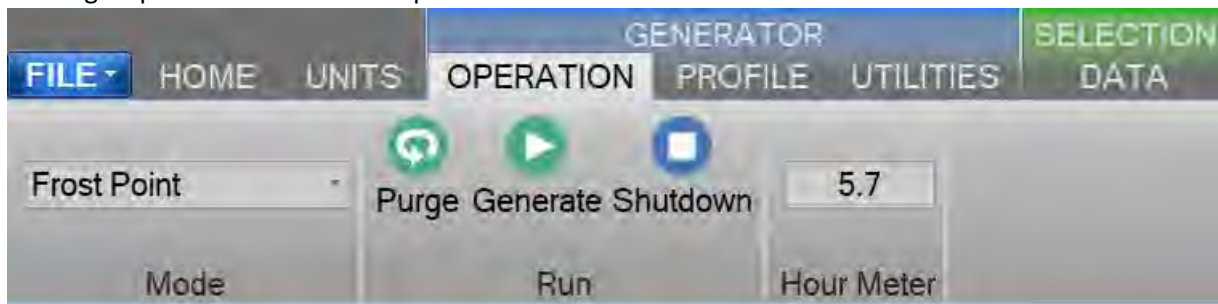 GENERATOR SELECTION
FILE HOME UNITS OPERATION PROFILE UTILITIES DATA
Frost Point Purge Generate Shutdown 5.7
Mode Run Hour Meter